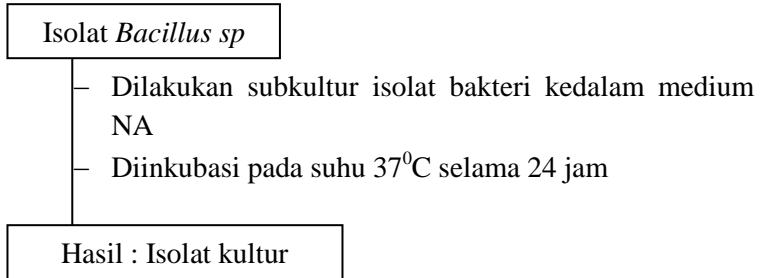 Isolat Bacillus sp
– Dilakukan subkultur isolat bakteri kedalam medium
NA
– Diinkubasi pada suhu 37⁰C selama 24 jam
Hasil : Isolat kultur